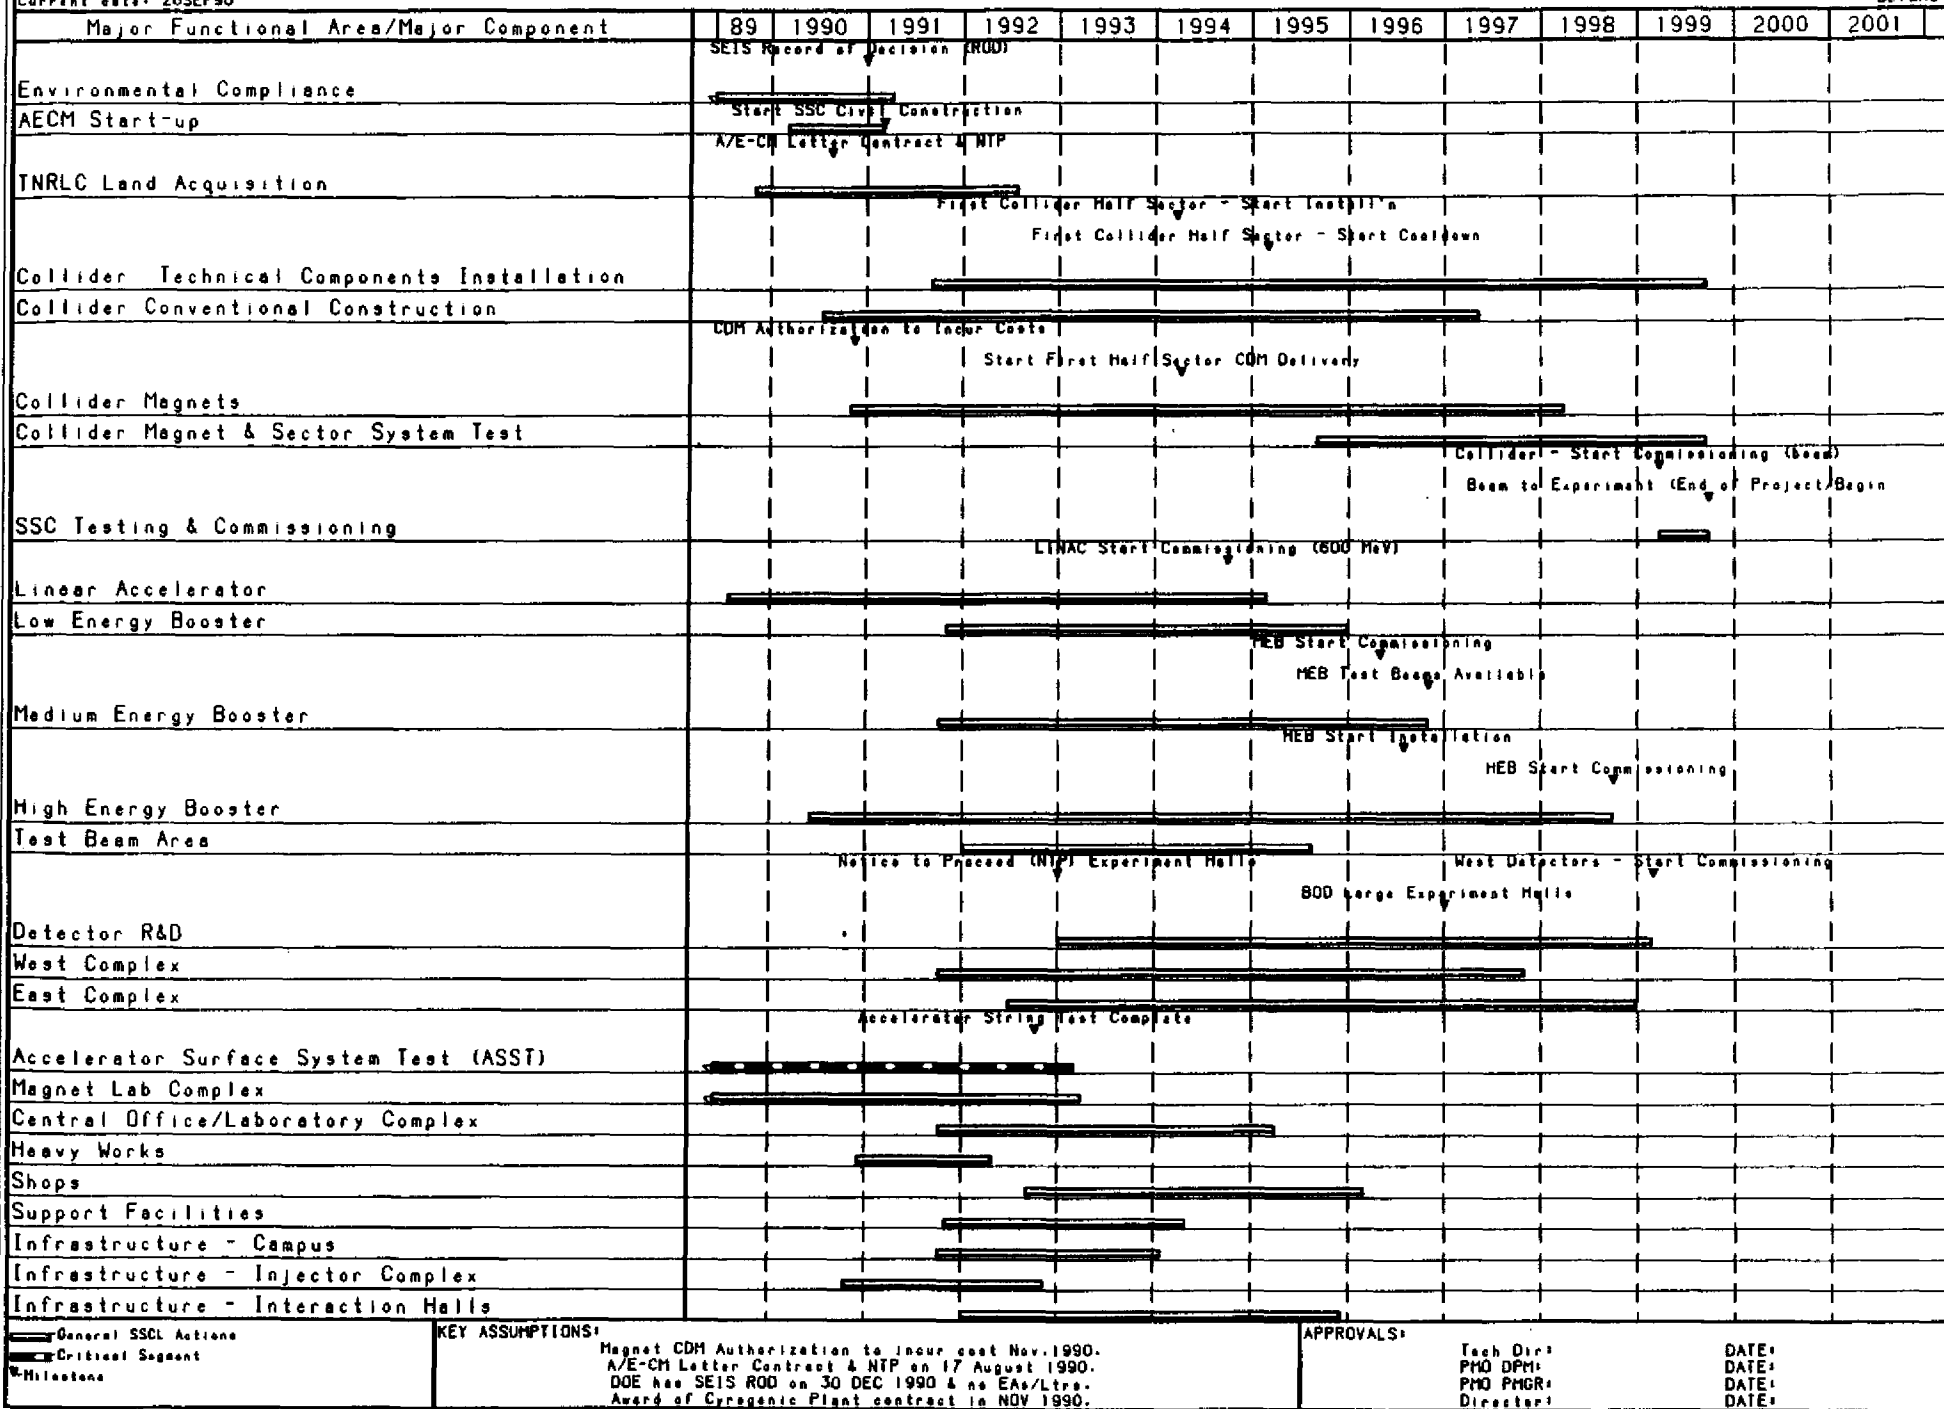 Current date: 20SEP90
Major Functional Area/Major Component 89 1990 1991 1992 1993 1994 1995 1996 1997 1998 1999 2000 2001
SEIS Record of Decision (ROD)
Environmental Compliance
Start SSC Civil Construction
AECM Start-up
A/E-CM Letter Contract & NTP
TNRLC Land Acquisition
First Collider Half Sector - Start Install'n
First Collider Half Sector - Start Cooldown
Collider Technical Components Installation
Collider Conventional Construction
CDM Authorization to Incur Costs
Start First Half Sector CDM Delivery
Collider Magnets
Collider Magnet & Sector System Test
Collider - Start Commissioning (beam)
Beam to Experiment (End of Project/Begin
SSC Testing & Commissioning
LINAC Start Commissioning (600 MeV)
Linear Accelerator
Low Energy Booster
MEB Start Commissioning
MEB Test Beams Available
Medium Energy Booster
HEB Start Installation
HEB Start Commissioning
High Energy Booster
Test Beam Area
Notice to Proceed (NTP) Experiment Halls
West Detectors - Start Commissioning
BOD Large Experiment Halls
Detector R&D
West Complex
East Complex
Accelerator String Test Complete
Accelerator Surface System Test (ASST)
Magnet Lab Complex
Central Office/Laboratory Complex
Heavy Works
Shops
Support Facilities
Infrastructure - Campus
Infrastructure - Injector Complex
Infrastructure - Interaction Halls
General SSCL Actions
Critical Segment
Milestone
KEY ASSUMPTIONS:
Magnet CDM Authorization to incur cost Nov.1990.
A/E-CM Letter Contract & NTP on 17 August 1990.
DOE has SEIS ROD on 30 DEC 1990 & no EAs/Ltrs.
Award of Cyrogenic Plant contract in NOV 1990.
APPROVALS:
Tech Dir: DATE:
PMO DPM: DATE:
PMO PMGR: DATE:
Director: DATE: